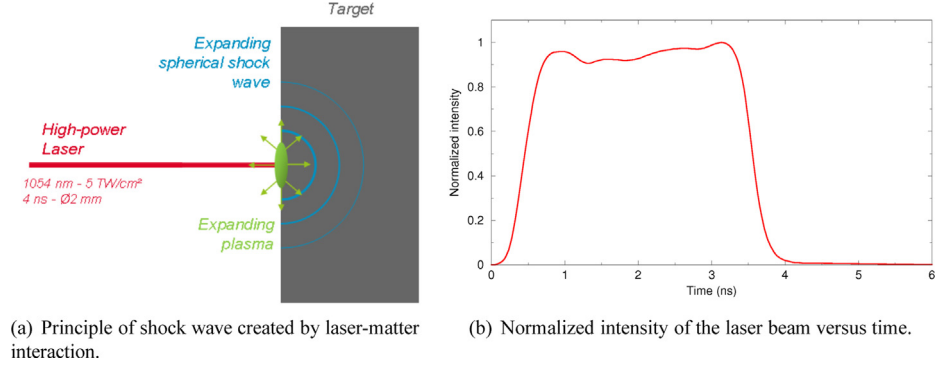 Target
Expanding
spherical shock
wave
High-power
Laser
1054 nm - 5 TW/cm²
4 ns - Ø2 mm
Expanding
plasma
(a) Principle of shock wave created by laser-matter
interaction.
Normalized intensity
1
0.8
0.6
0.4
0.2
0
0 1 2 3 4 5 6
Time (ns)
(b) Normalized intensity of the laser beam versus time.